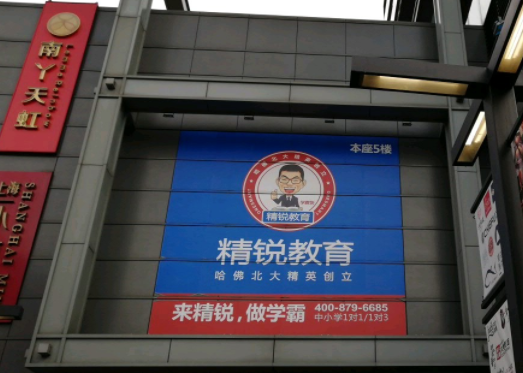 南丫天虹
上海
SHANGHAI
本座5楼
精锐教育
精锐教育
哈佛北大精英创立
来精锐，做学霸
400-879-6685
中小学1对1/1对3